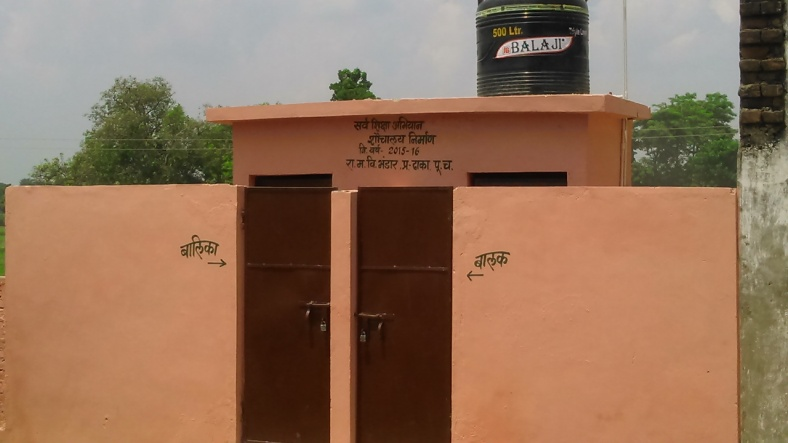 500 Ltr.
BALAJI
सर्व शिक्षा अभियान
शौचालय निर्माण
वि. वर्ष- 2015-16
रा.म.वि.भंडार प्र-ढाका पू.च.
बालिका
→
बालक
←